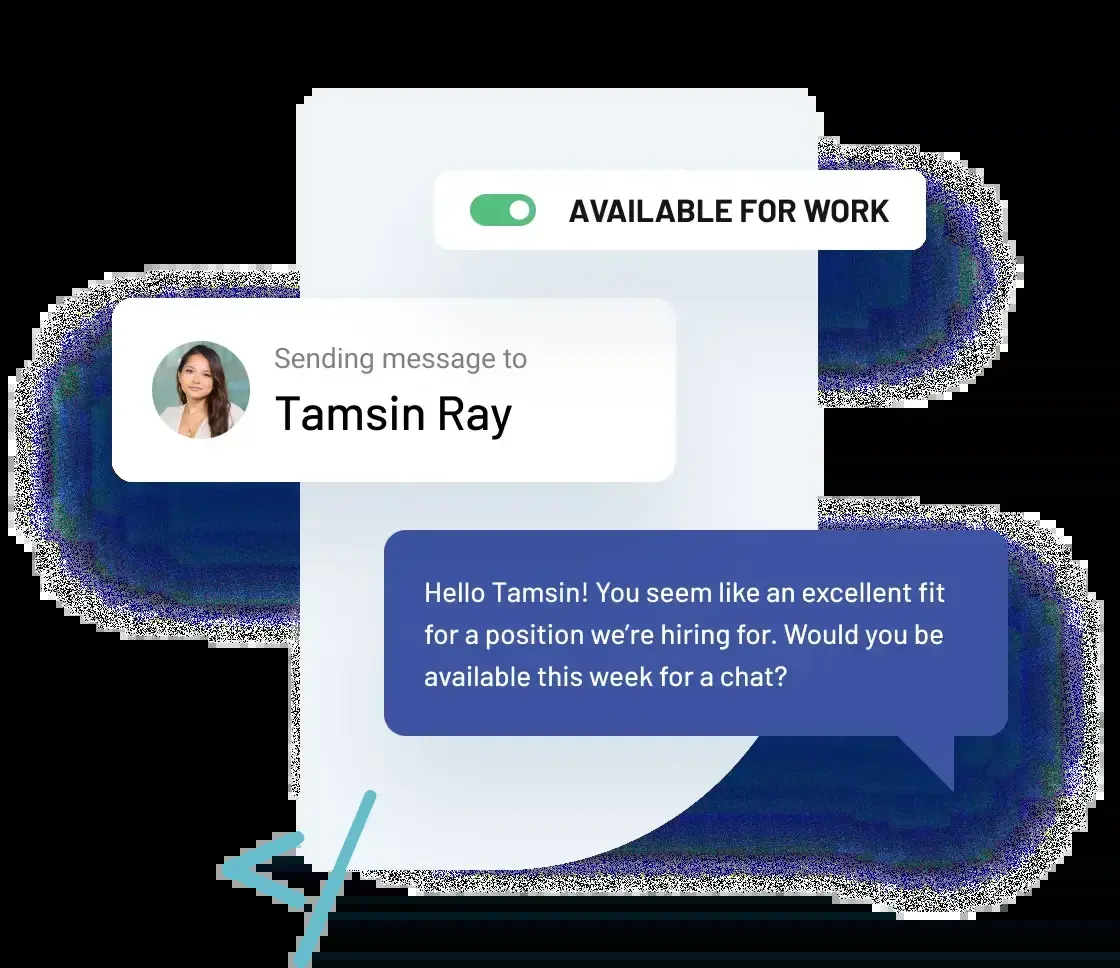 AVAILABLE FOR WORK
Sending message to
Tamsin Ray
Hello Tamsin! You seem like an excellent fit
for a position we’re hiring for. Would you be
available this week for a chat?